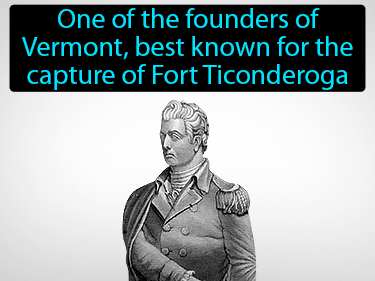 One of the founders of
Vermont, best known for the
capture of Fort Ticonderoga